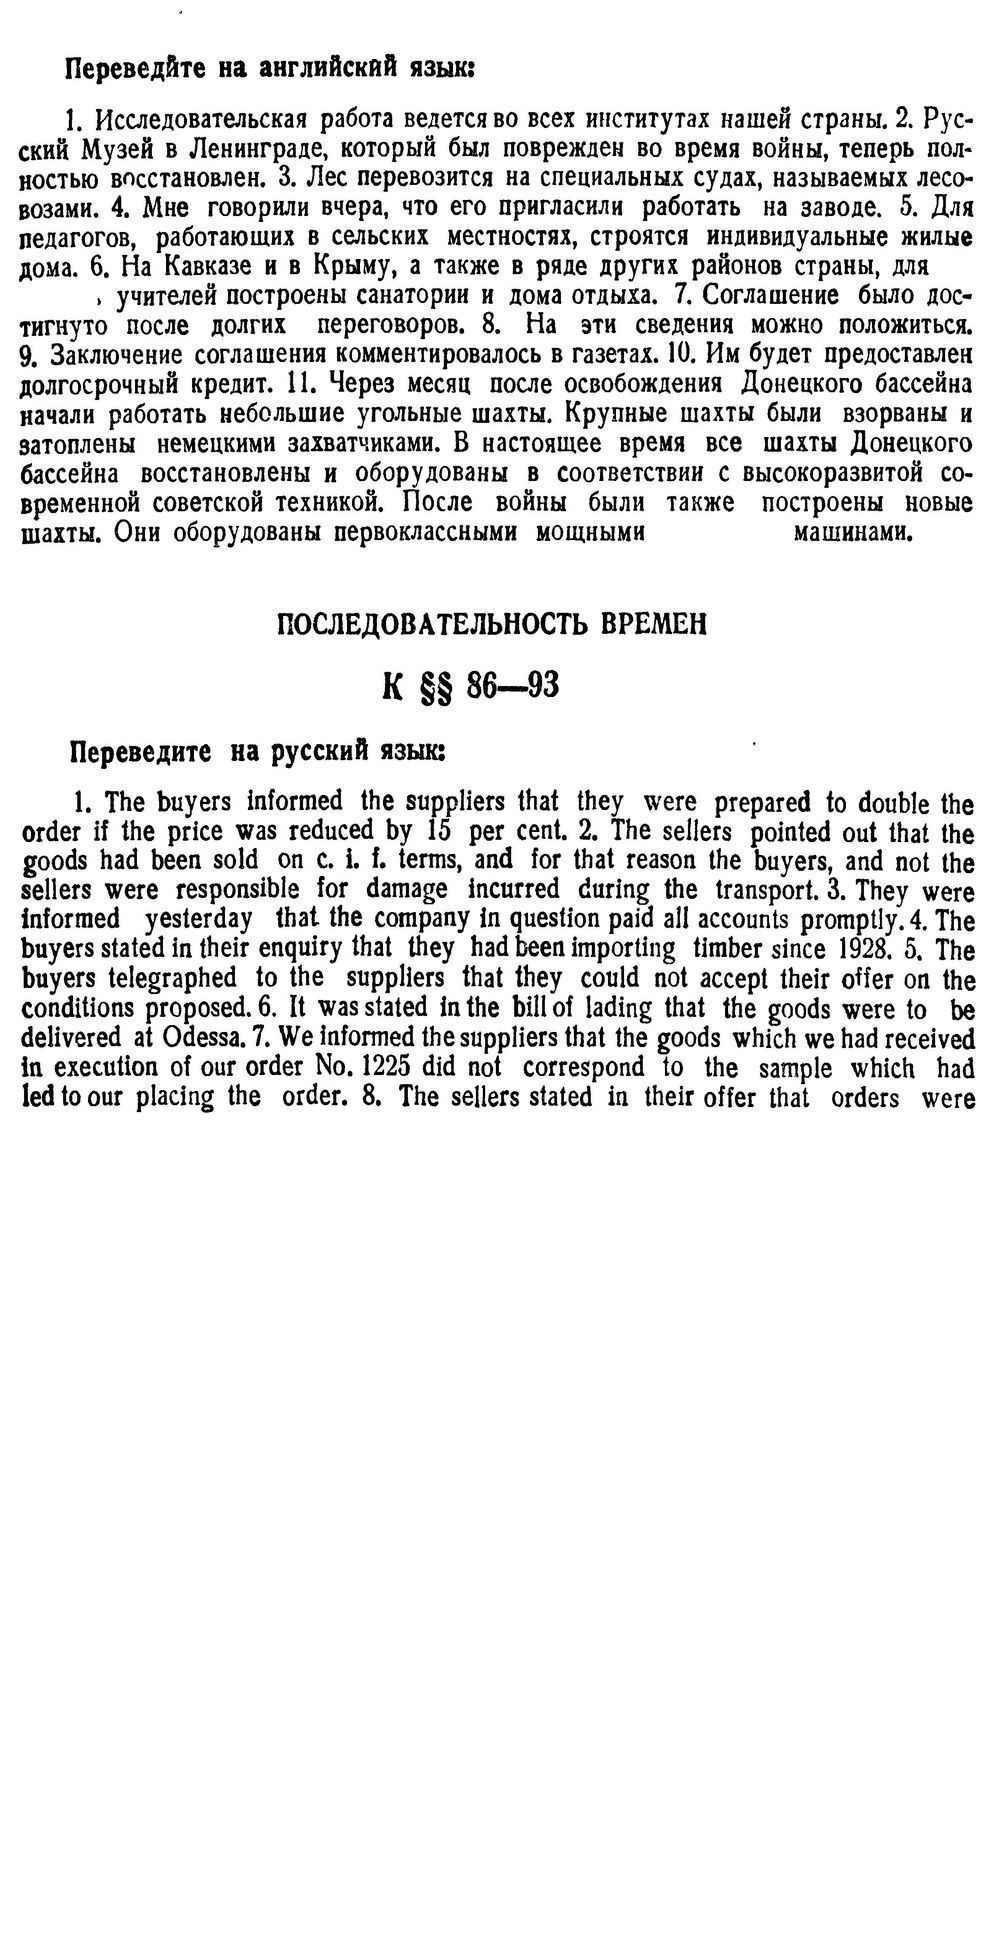 Переведите на английский язык:
1. Исследовательская работа ведется во всех институтах нашей страны. 2. Рус-
ский Музей в Ленинграде, который был поврежден во время войны, теперь пол-
ностью восстановлен. 3. Лес перевозится на специальных судах, называемых лесо-
возами. 4. Мне говорили вчера, что его пригласили работать на заводе. 5. Для
педагогов, работающих в сельских местностях, строятся индивидуальные жилые
дома. 6. На Кавказе и в Крыму, а также в ряде других районов страны, для
учителей построены санатории и дома отдыха. 7. Соглашение было дос-
тигнуто после долгих переговоров. 8. На эти сведения можно положиться.
9. Заключение соглашения комментировалось в газетах. 10. Им будет предоставлен
долгосрочный кредит. 11. Через месяц после освобождения Донецкого бассейна
начали работать небольшие угольные шахты. Крупные шахты были взорваны и
затоплены немецкими захватчиками. В настоящее время все шахты Донецкого
бассейна восстановлены и оборудованы в соответствии с высокоразвитой со-
временной советской техникой. После войны были также построены новые
шахты. Они оборудованы первоклассными мощными машинами.
ПОСЛЕДОВАТЕЛЬНОСТЬ ВРЕМЕН
К §§ 86—93
Переведите на русский язык:
1. The buyers informed the suppliers that they were prepared to double the
order if the price was reduced by 15 per cent. 2. The sellers pointed out that the
goods had been sold on c. i. f. terms, and for that reason the buyers, and not the
sellers were responsible for damage incurred during the transport. 3. They were
informed yesterday that the company in question paid all accounts promptly. 4. The
buyers stated in their enquiry that they had been importing timber since 1928. 5. The
buyers telegraphed to the suppliers that they could not accept their offer on the
conditions proposed. 6. It was stated in the bill of lading that the goods were to be
delivered at Odessa. 7. We informed the suppliers that the goods which we had received
in execution of our order No. 1225 did not correspond to the sample which had
led to our placing the order. 8. The sellers stated in their offer that orders were